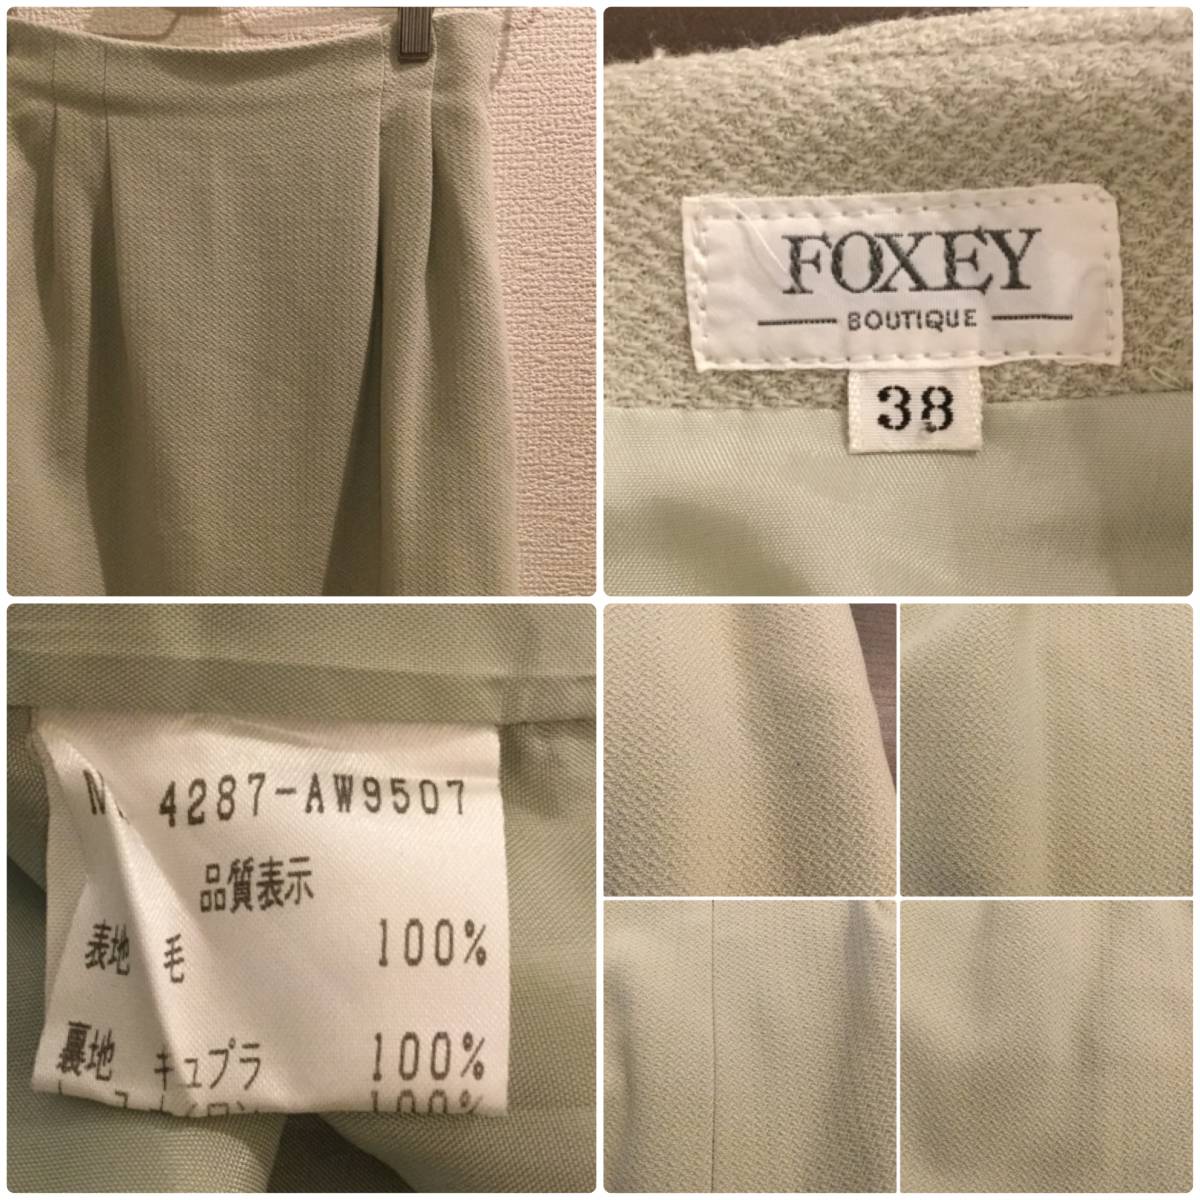 FOXEY
BOUTIQUE
38
4287-AW9507
品質表示
表地 毛 100%
裏地 キュプラ 100%
100%